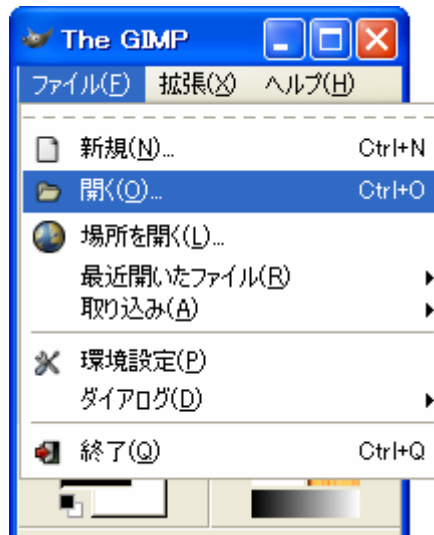 The GIMP
ファイル(F) 拡張(X) ヘルプ(H)
新規(N)... Ctrl+N
開く(O)... Ctrl+O
場所を開く(L)...
最近開いたファイル(R)
取り込み(A)
環境設定(P)
ダイアログ(D)
終了(Q) Ctrl+Q